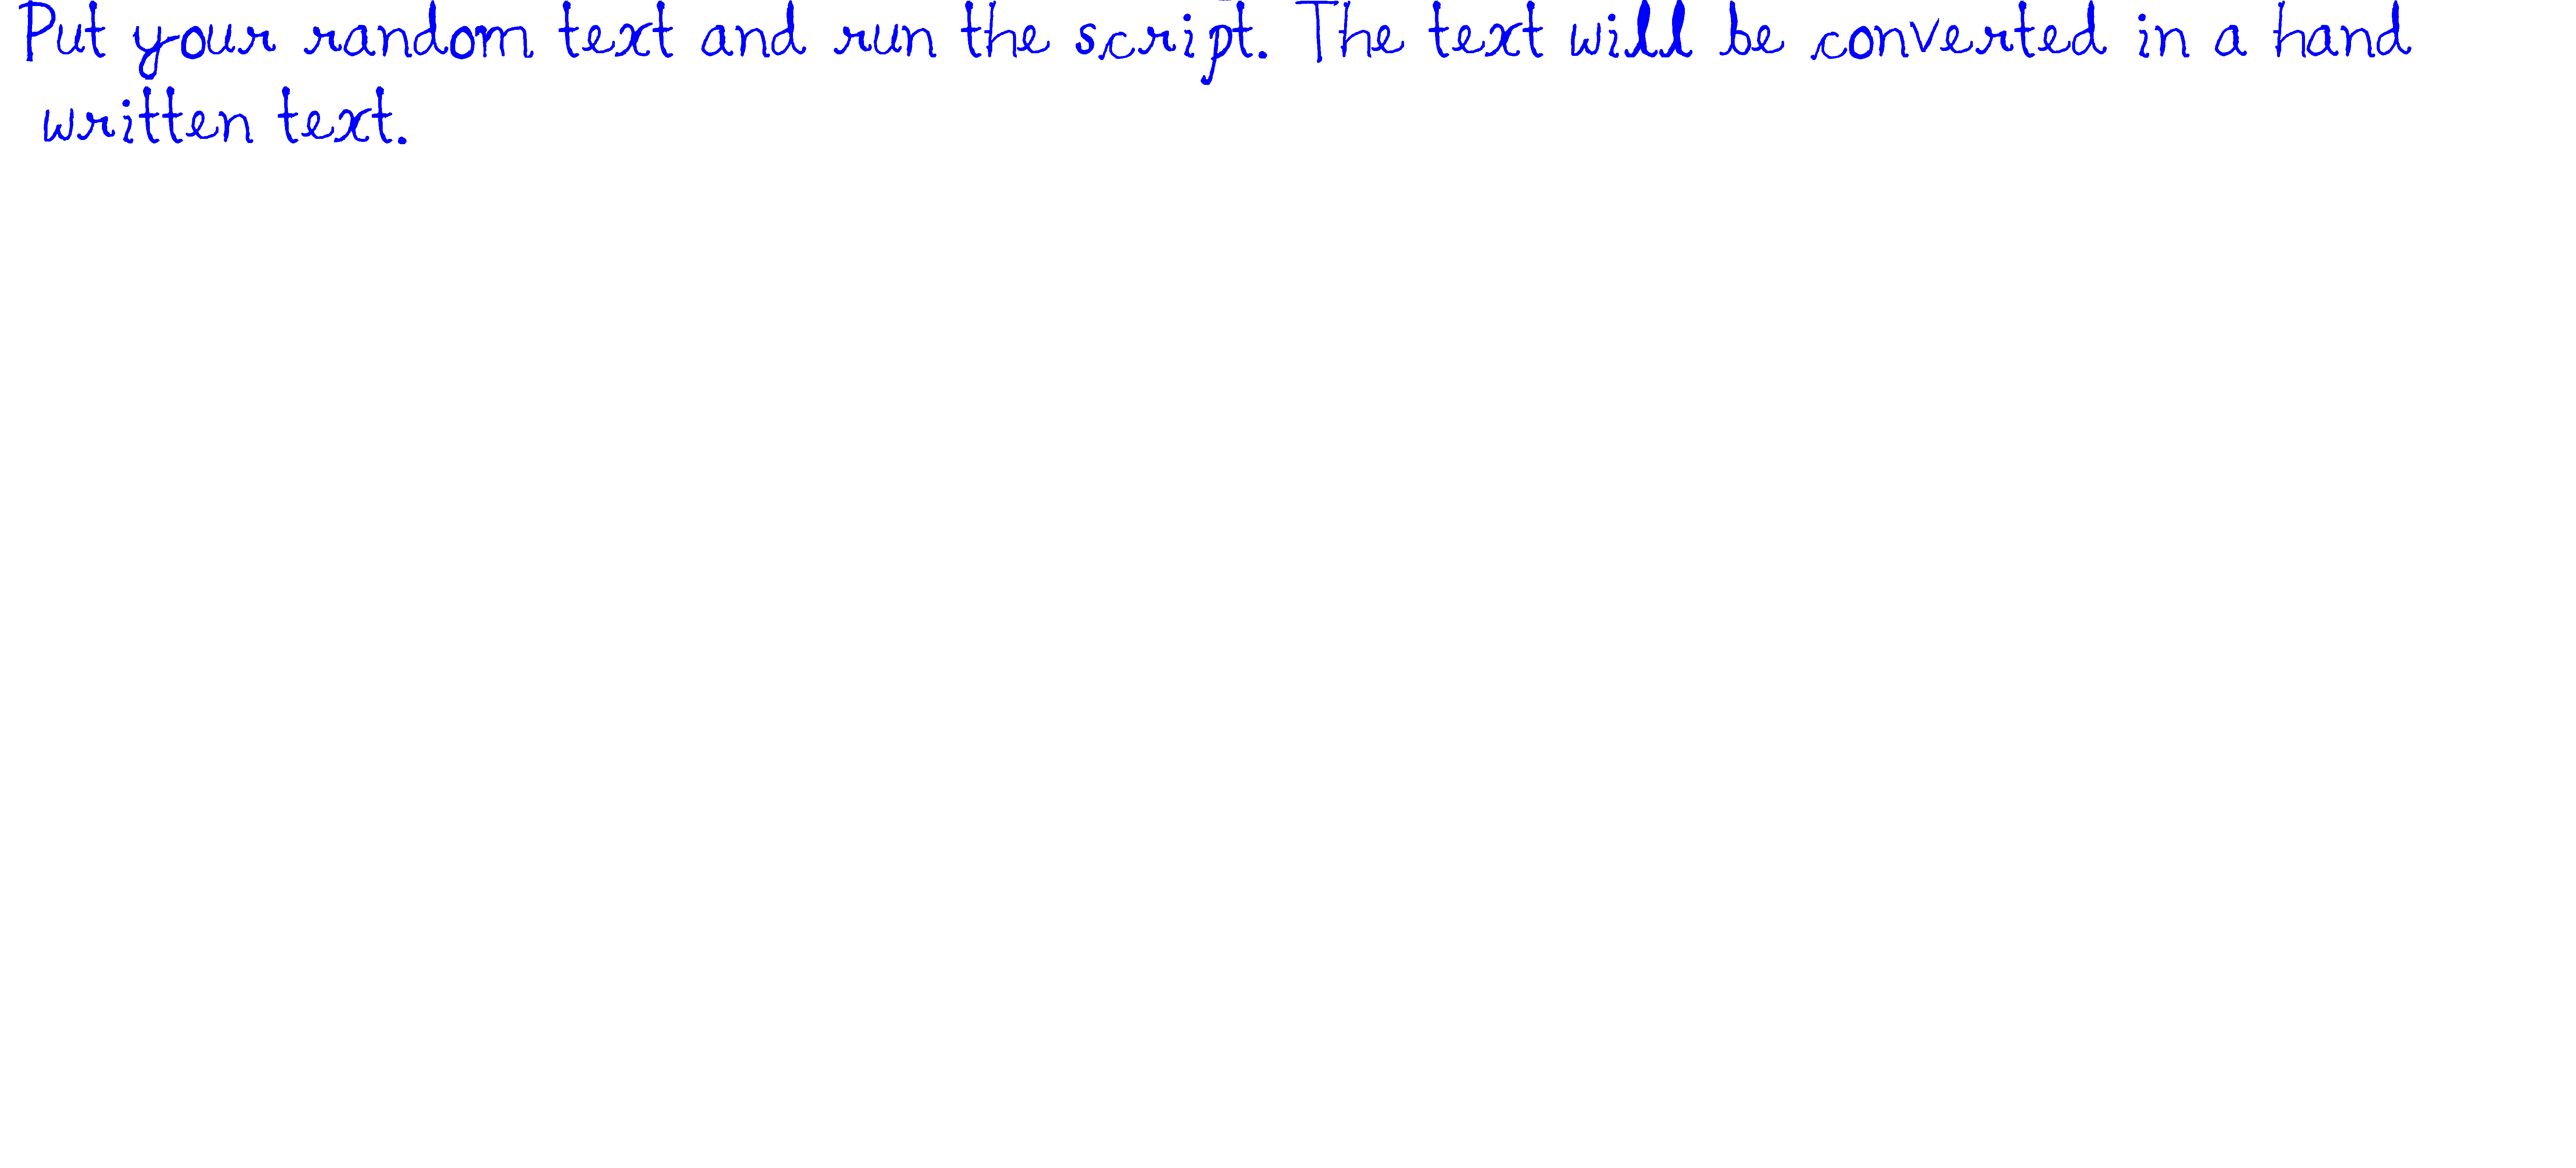 Put your random text and run the script. The text will be converted in a hand
written text.